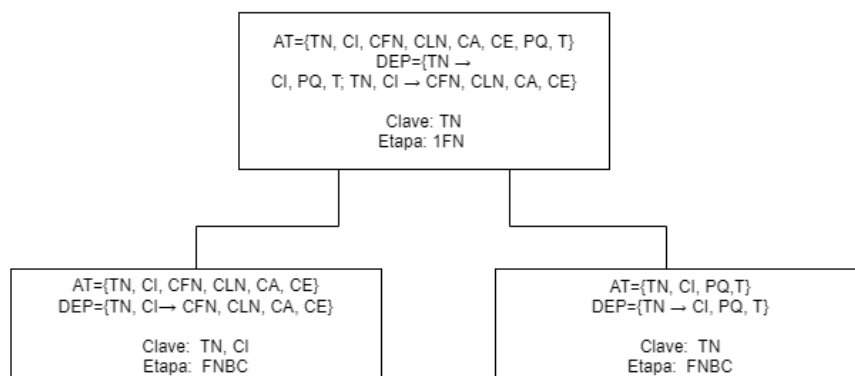 AT={TN, CI, CFN, CLN, CA, CE, PQ, T}
DEP={TN →
CI, PQ, T; TN, CI → CFN, CLN, CA, CE}
Clave: TN
Etapa: 1FN
AT={TN, CI, CFN, CLN, CA, CE}
DEP={TN, CI→ CFN, CLN, CA, CE}
Clave: TN, CI
Etapa: FNBC
AT={TN, CI, PQ,T}
DEP={TN → CI, PQ, T}
Clave: TN
Etapa: FNBC